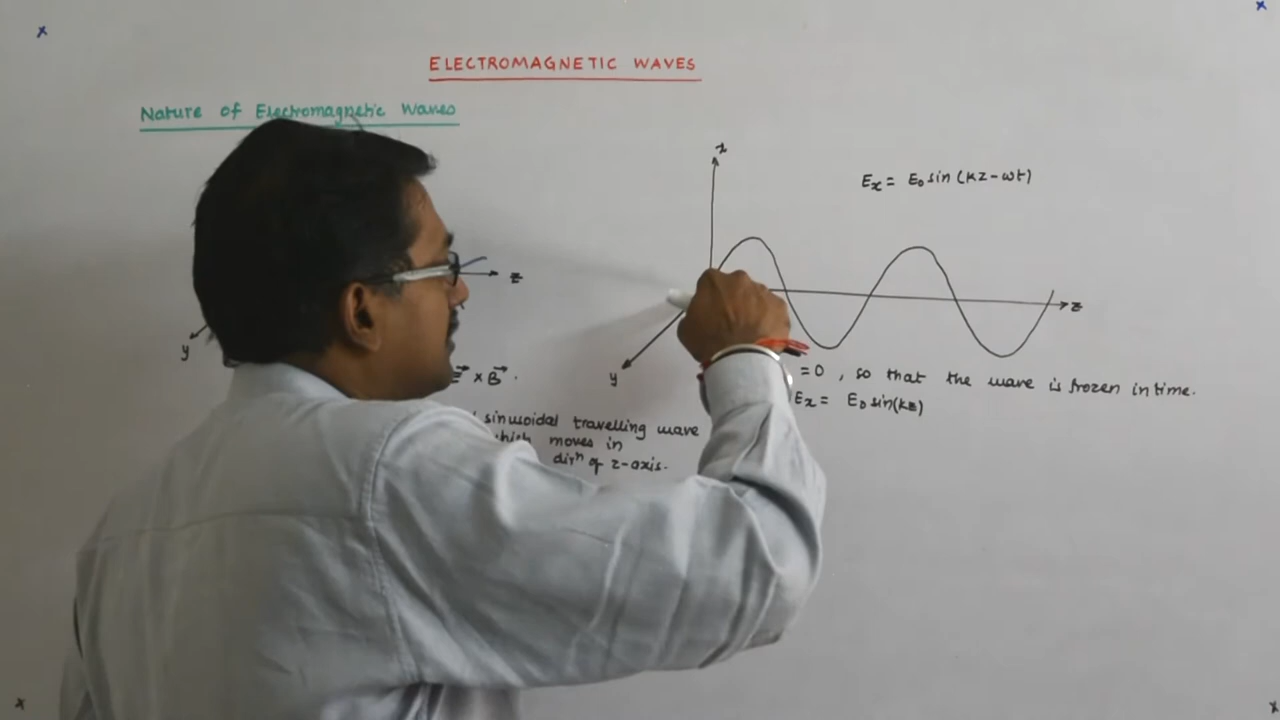 ELECTROMAGNETIC WAVES
Nature of Electromagnetic Waves
x
Ex = E0 sin (kz-ωt)
z
z
y
y
× B⃗ .
=0 , so that the wave is frozen in time.
Ex = E0 sin(kz)
sinusoidal travelling wave
which moves in
dirⁿ of z-axis.